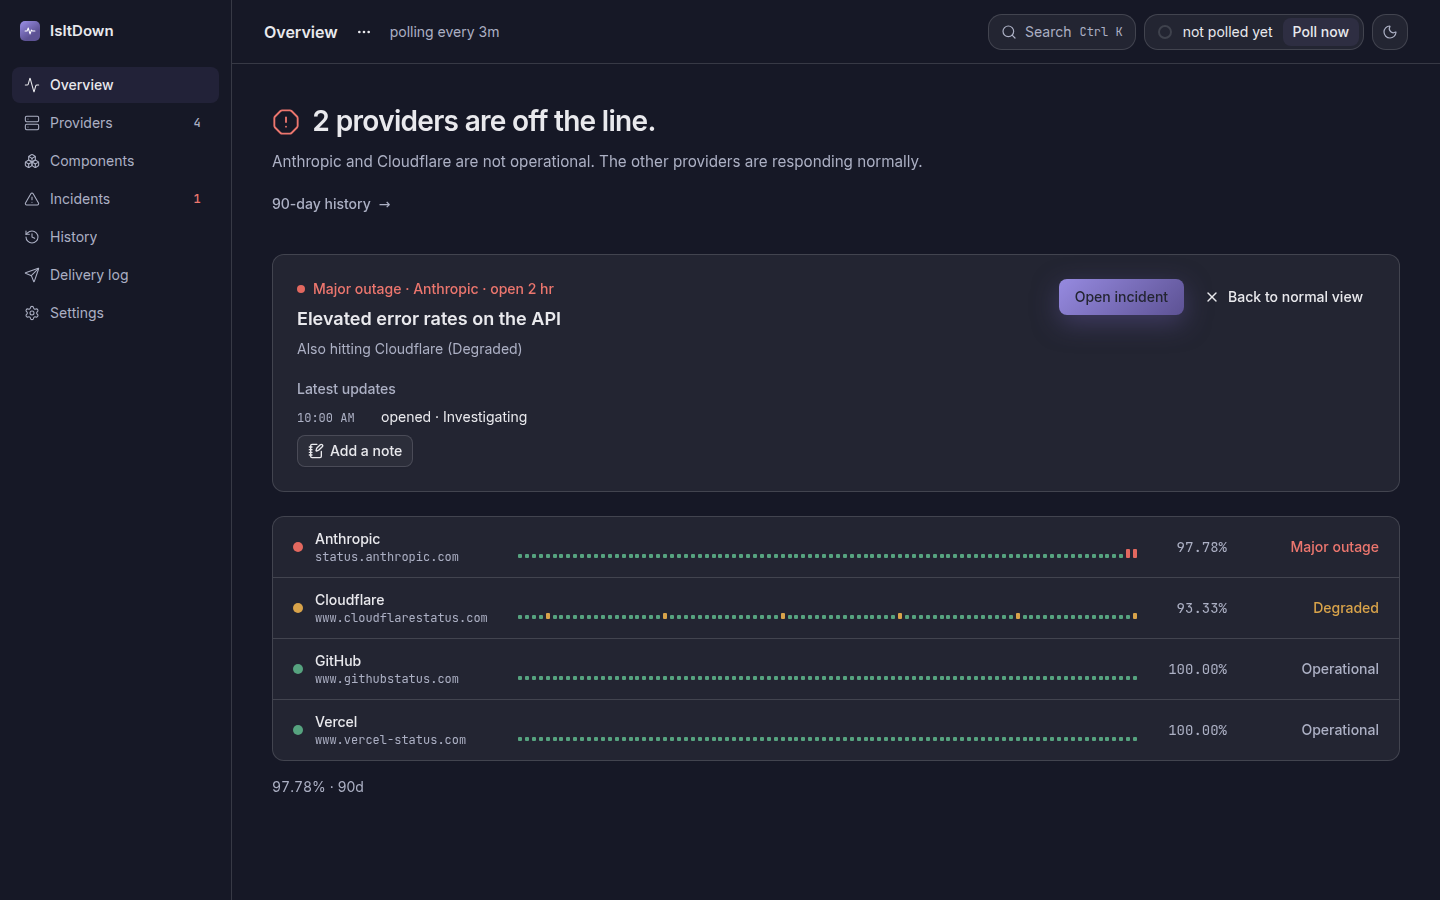 IsItDown
Overview
Providers 4
Components
Incidents 1
History
Delivery log
Settings
Overview ··· polling every 3m
Search Ctrl K
not polled yet Poll now
2 providers are off the line.
Anthropic and Cloudflare are not operational. The other providers are responding normally.
90-day history →
Major outage · Anthropic · open 2 hr
Open incident
Back to normal view
Elevated error rates on the API
Also hitting Cloudflare (Degraded)
Latest updates
10:00 AM opened · Investigating
Add a note
Anthropic
status.anthropic.com
97.78% Major outage
Cloudflare
www.cloudflarestatus.com
93.33% Degraded
GitHub
www.githubstatus.com
100.00% Operational
Vercel
www.vercel-status.com
100.00% Operational
97.78% · 90d